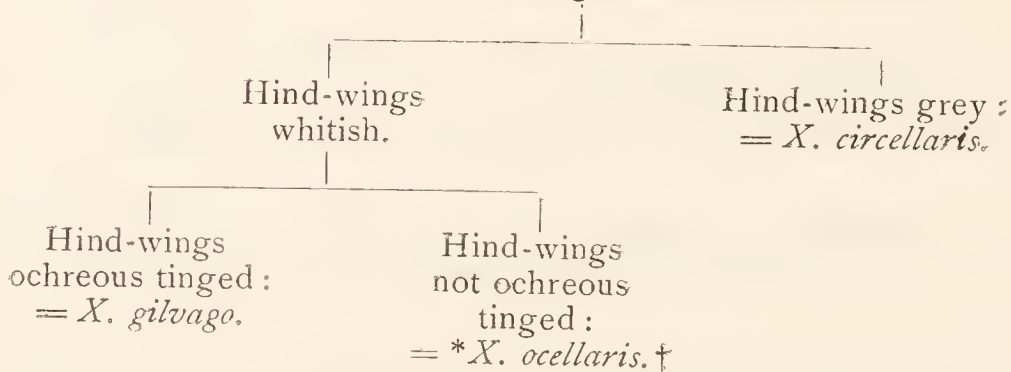 Hind-wings
whitish.
Hind-wings grey :
= X. circellaris.
Hind-wings
ochreous tinged :
= X. gilvago.
Hind-wings
not ochreous
tinged :
= *X. ocellaris.†